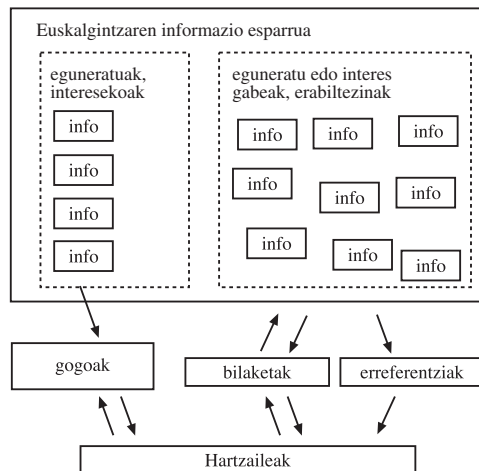 Euskalgintzaren informazio esparrua
eguneratuak,
interesekoak
info
info
info
info
eguneratu edo interes
gabeak, erabiltezinak
info
info
info
info
info
info
info
info
info
gogoak
bilaketak
erreferentziak
Hartzaileak